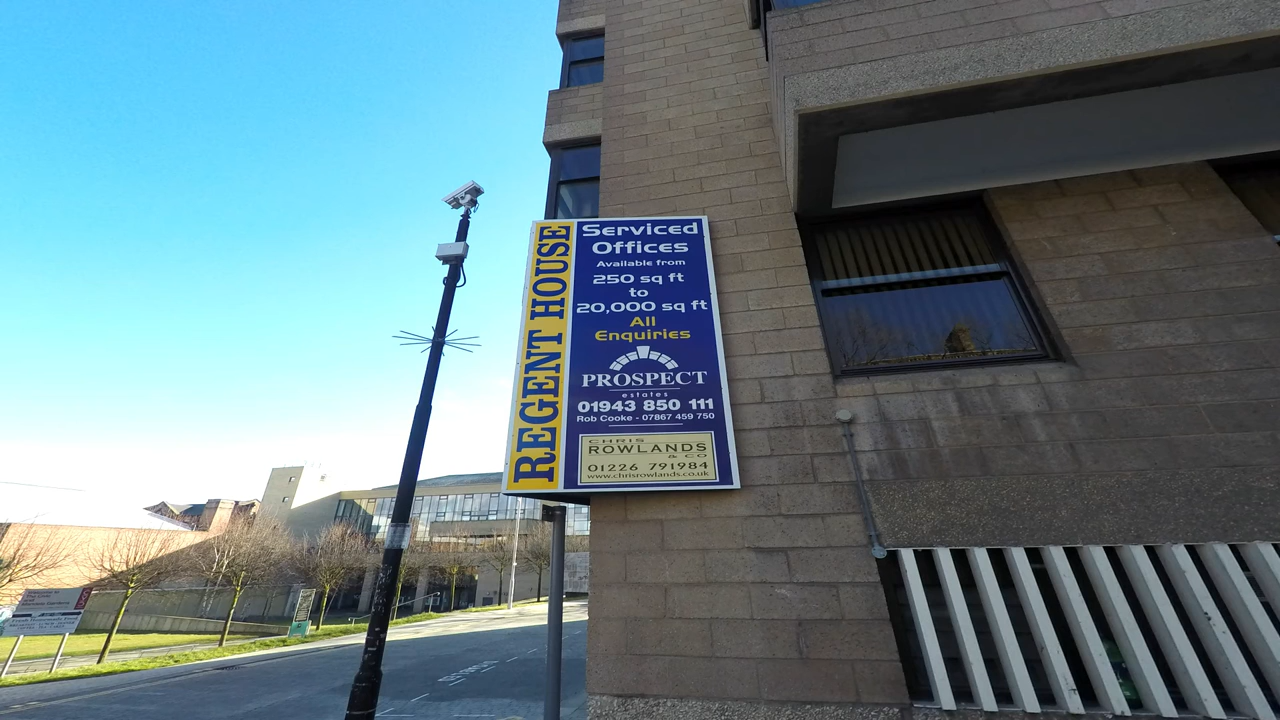 REGENT HOUSE
Serviced
Offices
Available from
250 sq ft
to
20,000 sq ft
All
Enquiries
PROSPECT
estates
01943 850 111
Rob Cooke - 07867 459 750
CHRIS
ROWLANDS
& CO
01226 791984
www.chrisrowlands.co.uk